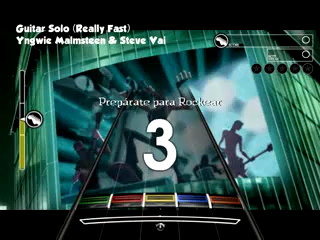 Guitar Solo (Really Fast)
Yngwie Malmsteen & Steve Vai
Prepárate para Rockear
3